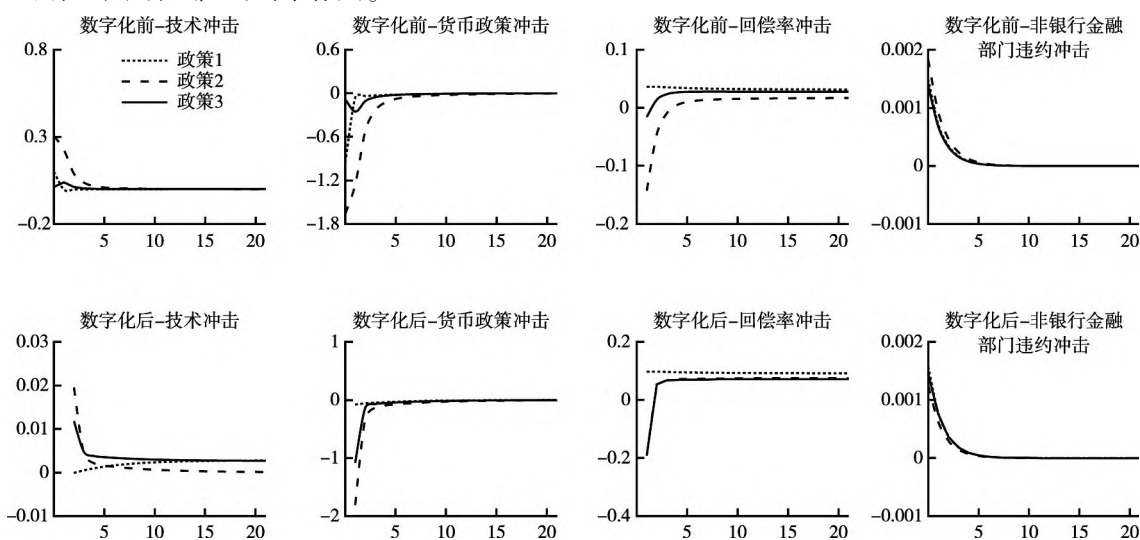 数字化前-技术冲击
0.8
0.3
-0.2
5 10 15 20
政策1
政策2
政策3
数字化前-货币政策冲击
0.6
0
-0.6
-1.2
-1.8
5 10 15 20
数字化前-回偿率冲击
0.1
0
-0.1
-0.2
5 10 15 20
数字化前-非银行金融
部门违约冲击
0.002
0.001
0
-0.001
5 10 15 20
数字化后-技术冲击
0.03
0.02
0.01
0
-0.01
5 10 15 20
数字化后-货币政策冲击
1
0
-1
-2
5 10 15 20
数字化后-回偿率冲击
0.2
0
-0.2
-0.4
5 10 15 20
数字化后-非银行金融
部门违约冲击
0.002
0.001
0
-0.001
5 10 15 20